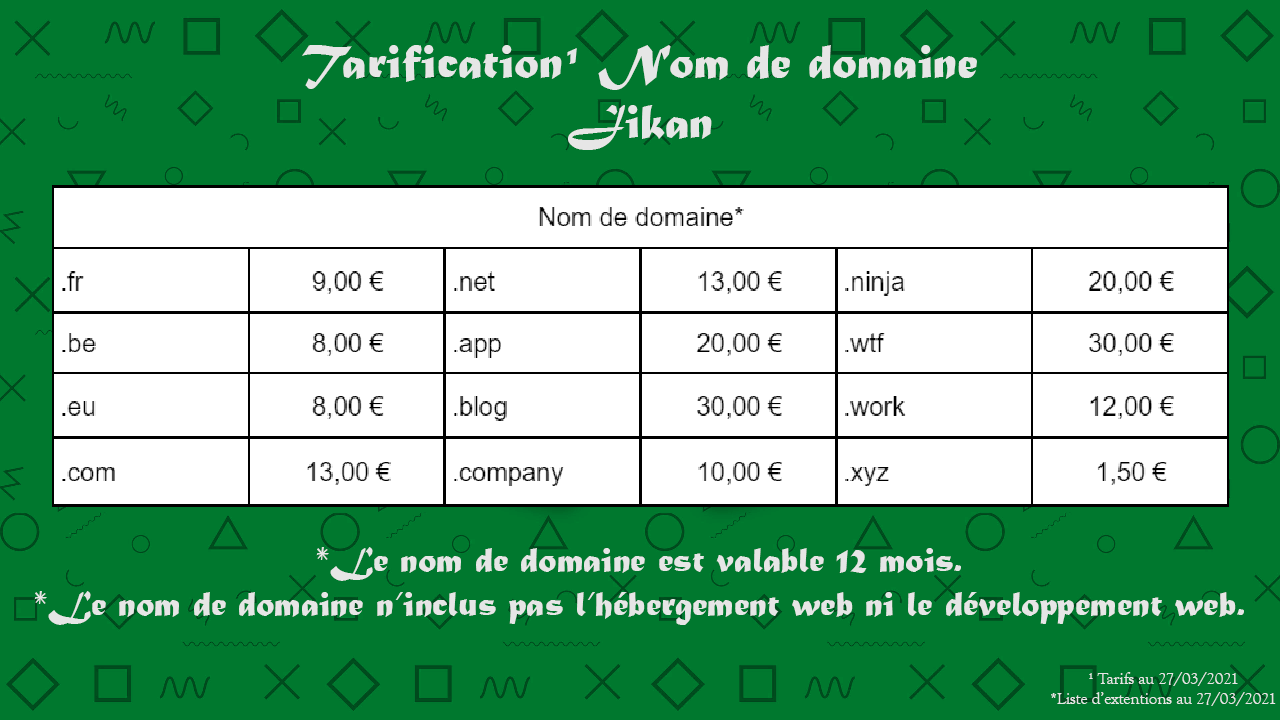 Tarification¹ Nom de domaine
Jikan
Nom de domaine*
.fr 9,00 € .net 13,00 € .ninja 20,00 €
.be 8,00 € .app 20,00 € .wtf 30,00 €
.eu 8,00 € .blog 30,00 € .work 12,00 €
.com 13,00 € .company 10,00 € .xyz 1,50 €
*Le nom de domaine est valable 12 mois.
*Le nom de domaine n'inclus pas l'hébergement web ni le développement web.
¹ Tarifs au 27/03/2021
*Liste d'extentions au 27/03/2021